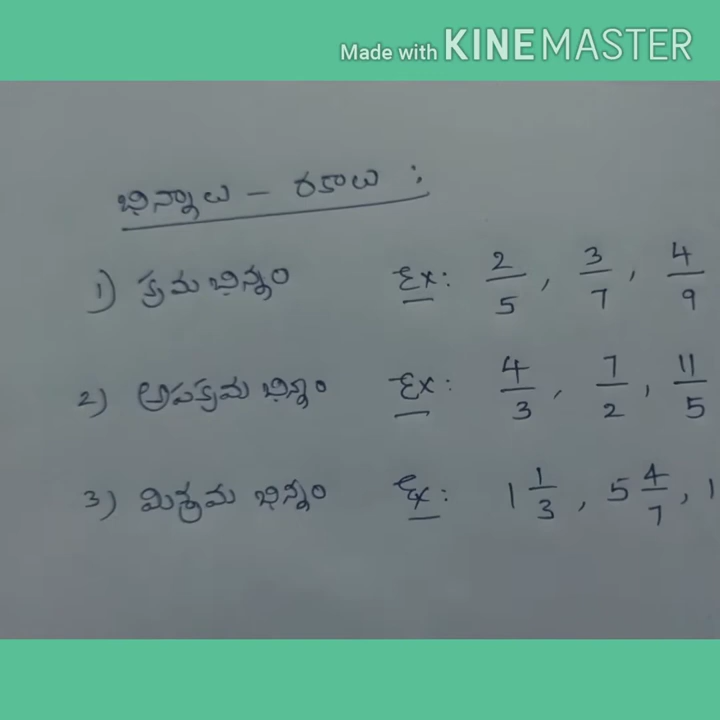 Made with KINEMASTER
భిన్నాలు - రకాలు :
1) క్రమ భిన్నం Ex: 2/5, 3/7, 4/9
2) అపక్రమ భిన్నం Ex: 4/3, 7/2, 11/5
3) మిశ్రమ భిన్నం Ex: 1 1/3, 5 4/7, 1